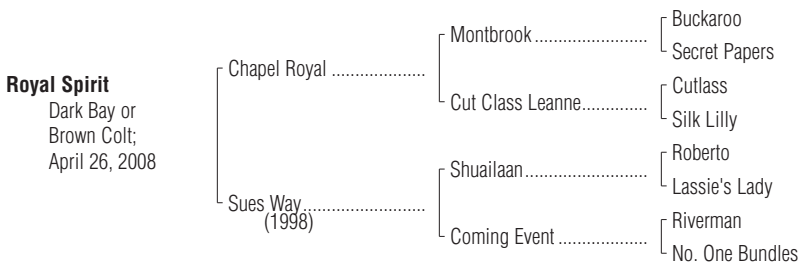 Royal Spirit
Dark Bay or
Brown Colt;
April 26, 2008
Chapel Royal ....................
Sues Way..........................
(1998)
Montbrook........................
Cut Class Leanne..............
Shuailaan..........................
Coming Event ...................
Buckaroo
Secret Papers
Cutlass
Silk Lilly
Roberto
Lassie's Lady
Riverman
No. One Bundles